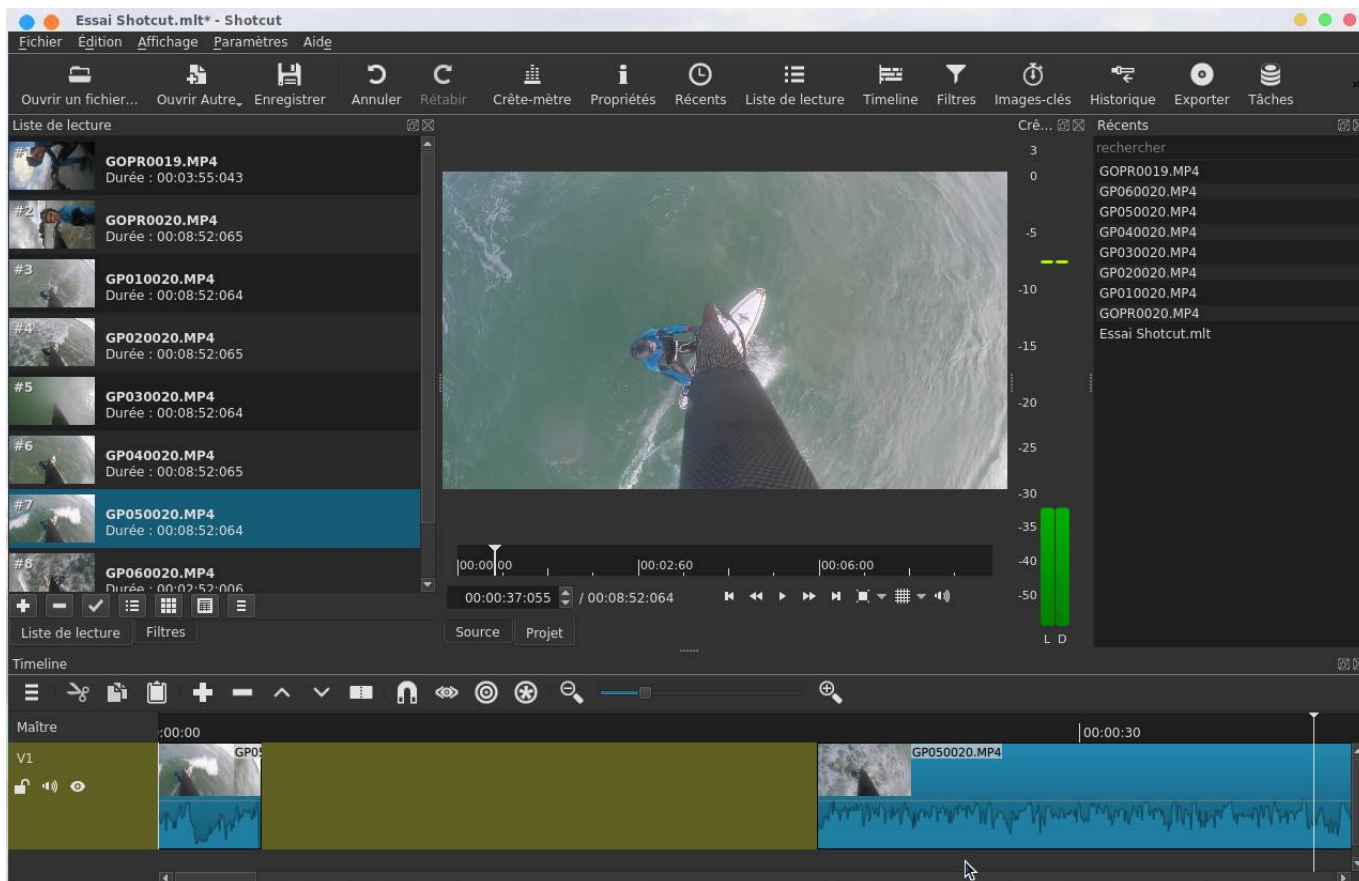 Essai Shotcut.mlt* - Shotcut
Fichier Édition Affichage Paramètres Aide
Ouvrir un fichier... Ouvrir Autre Enregistrer Annuler Rétabir Crête-mètre Propriétés Récents Liste de lecture Timeline Filtres Images-clés Historique Exporter Tâches
Liste de lecture
#1
GOPR0019.MP4
Durée : 00:03:55:043
#2
GOPR0020.MP4
Durée : 00:08:52:065
#3
GP010020.MP4
Durée : 00:08:52:064
#4
GP020020.MP4
Durée : 00:08:52:065
#5
GP030020.MP4
Durée : 00:08:52:064
#6
GP040020.MP4
Durée : 00:08:52:065
#7
GP050020.MP4
Durée : 00:08:52:064
#8
GP060020.MP4
Durée : 00:02:52:006
Liste de lecture Filtres
00:00:00 00:02:60 00:06:00
00:00:37:055 / 00:08:52:064
Source Projet
Crê...
3
0
-5
-10
-15
-20
-25
-30
-35
-40
-50
L D
Récents
rechercher
GOPR0019.MP4
GP060020.MP4
GP050020.MP4
GP040020.MP4
GP030020.MP4
GP020020.MP4
GP010020.MP4
GOPR0020.MP4
Essai Shotcut.mlt
Timeline
Maître
:00:00 00:00:30
V1
GP05
GP050020.MP4